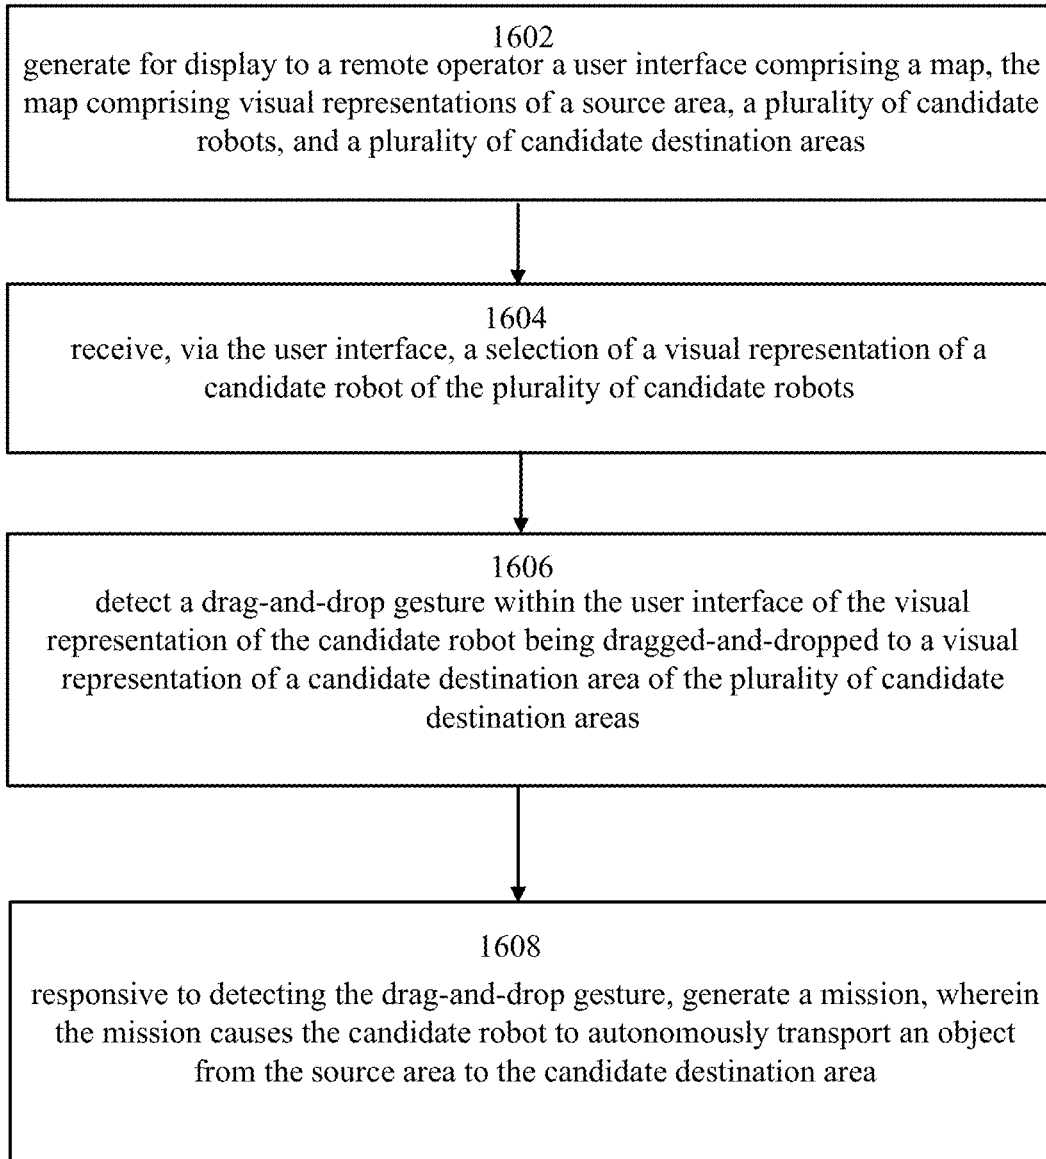 1602
generate for display to a remote operator a user interface comprising a map, the
map comprising visual representations of a source area, a plurality of candidate
robots, and a plurality of candidate destination areas
1604
receive, via the user interface, a selection of a visual representation of a
candidate robot of the plurality of candidate robots
1606
detect a drag-and-drop gesture within the user interface of the visual
representation of the candidate robot being dragged-and-dropped to a visual
representation of a candidate destination area of the plurality of candidate
destination areas
1608
responsive to detecting the drag-and-drop gesture, generate a mission, wherein
the mission causes the candidate robot to autonomously transport an object
from the source area to the candidate destination area